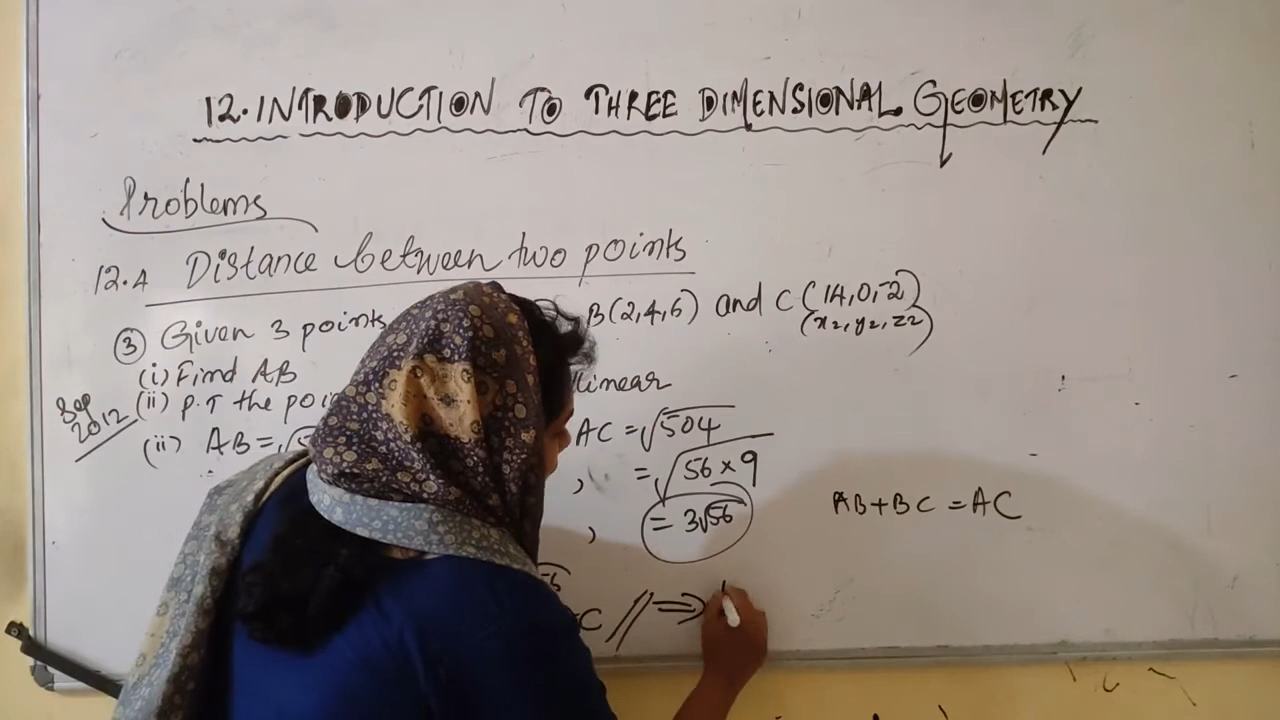 12. INTRODUCTION TO THREE DIMENSIONAL GEOMETRY
Problems
12.4 Distance between two points
③ Given 3 points B(2,4,6) and C(14,0,-2)
(x₂, y₂, z₂)
(i) Find AB
Sep 2012
(ii) P.T the
(ii) AB = √
AC = √504
, = √56 × 9
, = 3√56
AB + BC = AC
C // ⇒